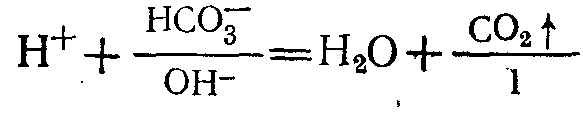 H⁺ + HCO₃⁻/OH⁻ = H₂O + CO₂↑/1